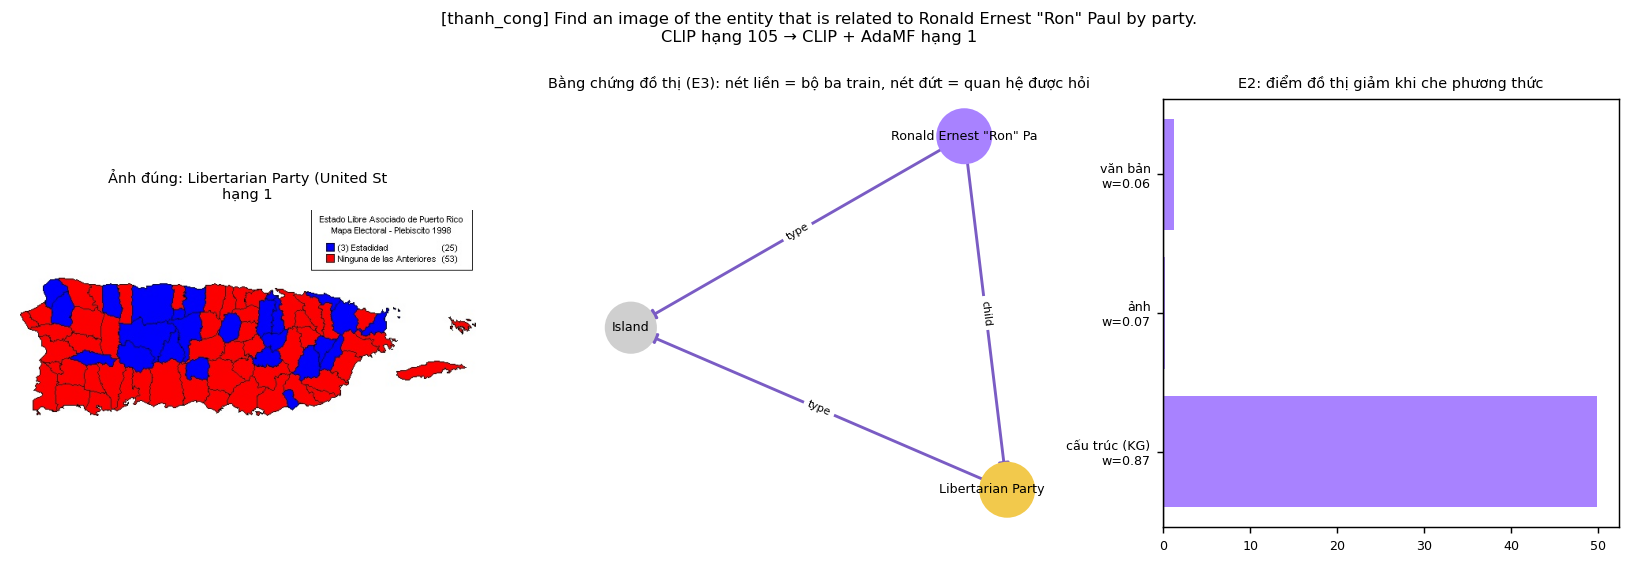 [thanh_cong] Find an image of the entity that is related to Ronald Ernest "Ron" Paul by party.
CLIP hạng 105 → CLIP + AdaMF hạng 1
Ảnh đúng: Libertarian Party (United St
hạng 1
Estado Libre Asociado de Puerto Rico
Mapa Electoral - Plebiscito 1998
(3) Estadidad (25)
Ninguna de las Anteriores (53)
Bằng chứng đồ thị (E3): nét liền = bộ ba train, nét đứt = quan hệ được hỏi
Ronald Ernest "Ron" Pa
type
child
Island
type
Libertarian Party
E2: điểm đồ thị giảm khi che phương thức
văn bản
w=0.06
ảnh
w=0.07
cấu trúc (KG)
w=0.87
0 10 20 30 40 50